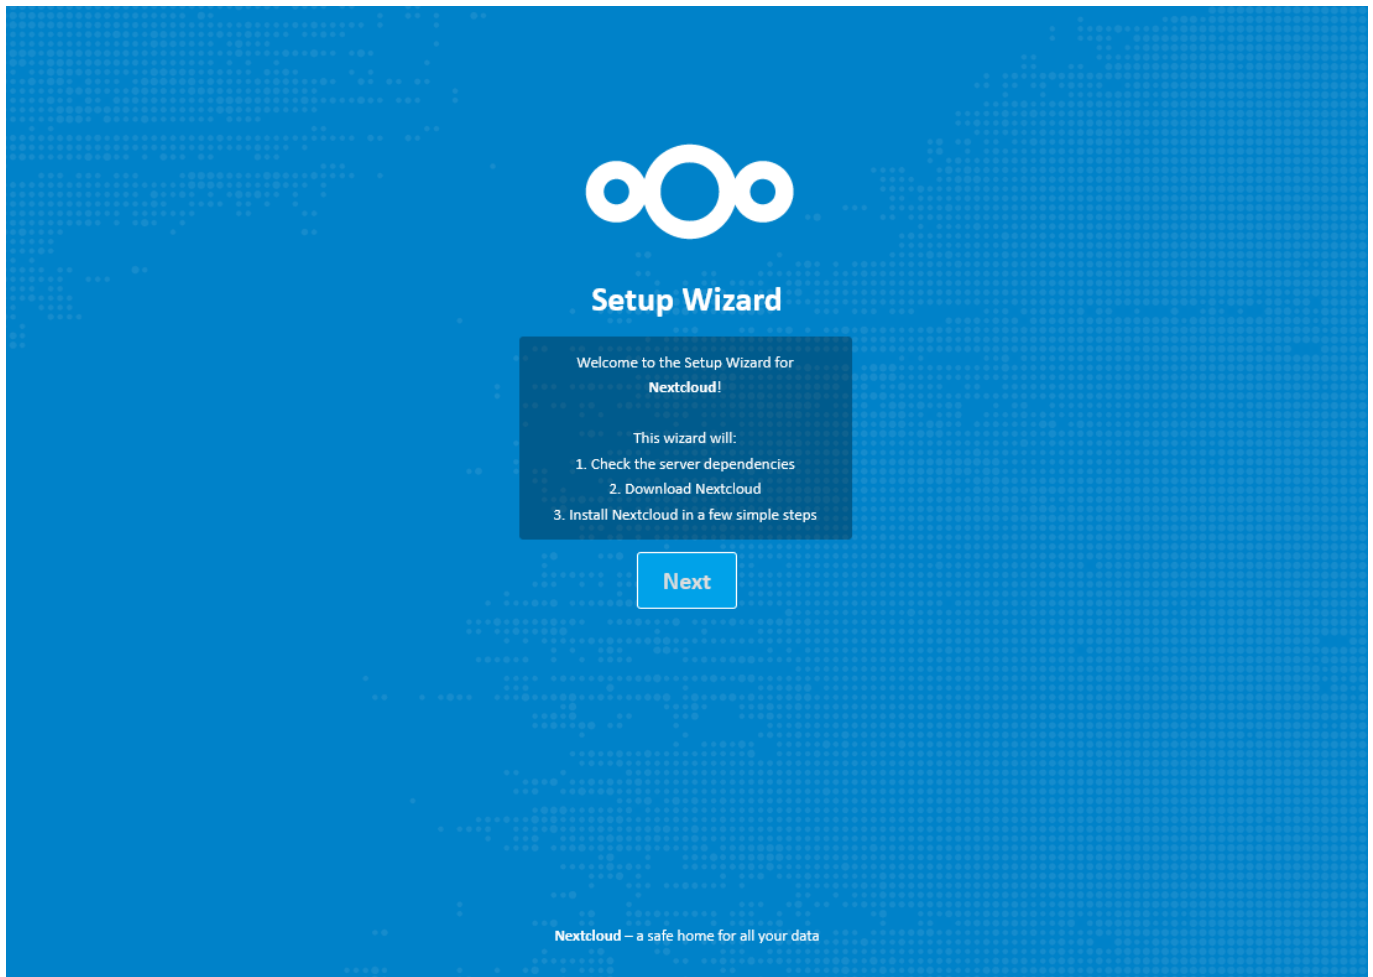 Setup Wizard
Welcome to the Setup Wizard for
Nextcloud!
This wizard will:
1. Check the server dependencies
2. Download Nextcloud
3. Install Nextcloud in a few simple steps
Next
Nextcloud – a safe home for all your data